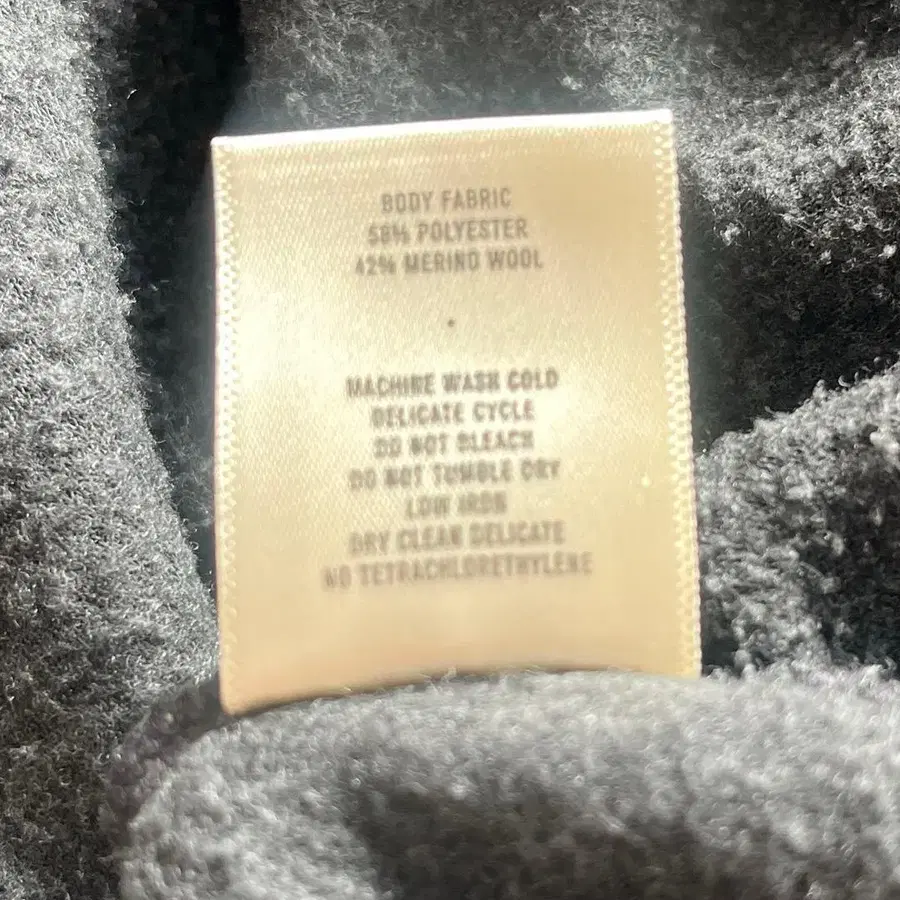 BODY FABRIC
58% POLYESTER
42% MERINO WOOL
MACHINE WASH COLD
DELICATE CYCLE
DO NOT BLEACH
DO NOT TUMBLE DRY
LOW IRON
DRY CLEAN DELICATE
NO TETRACHLORETHYLENE